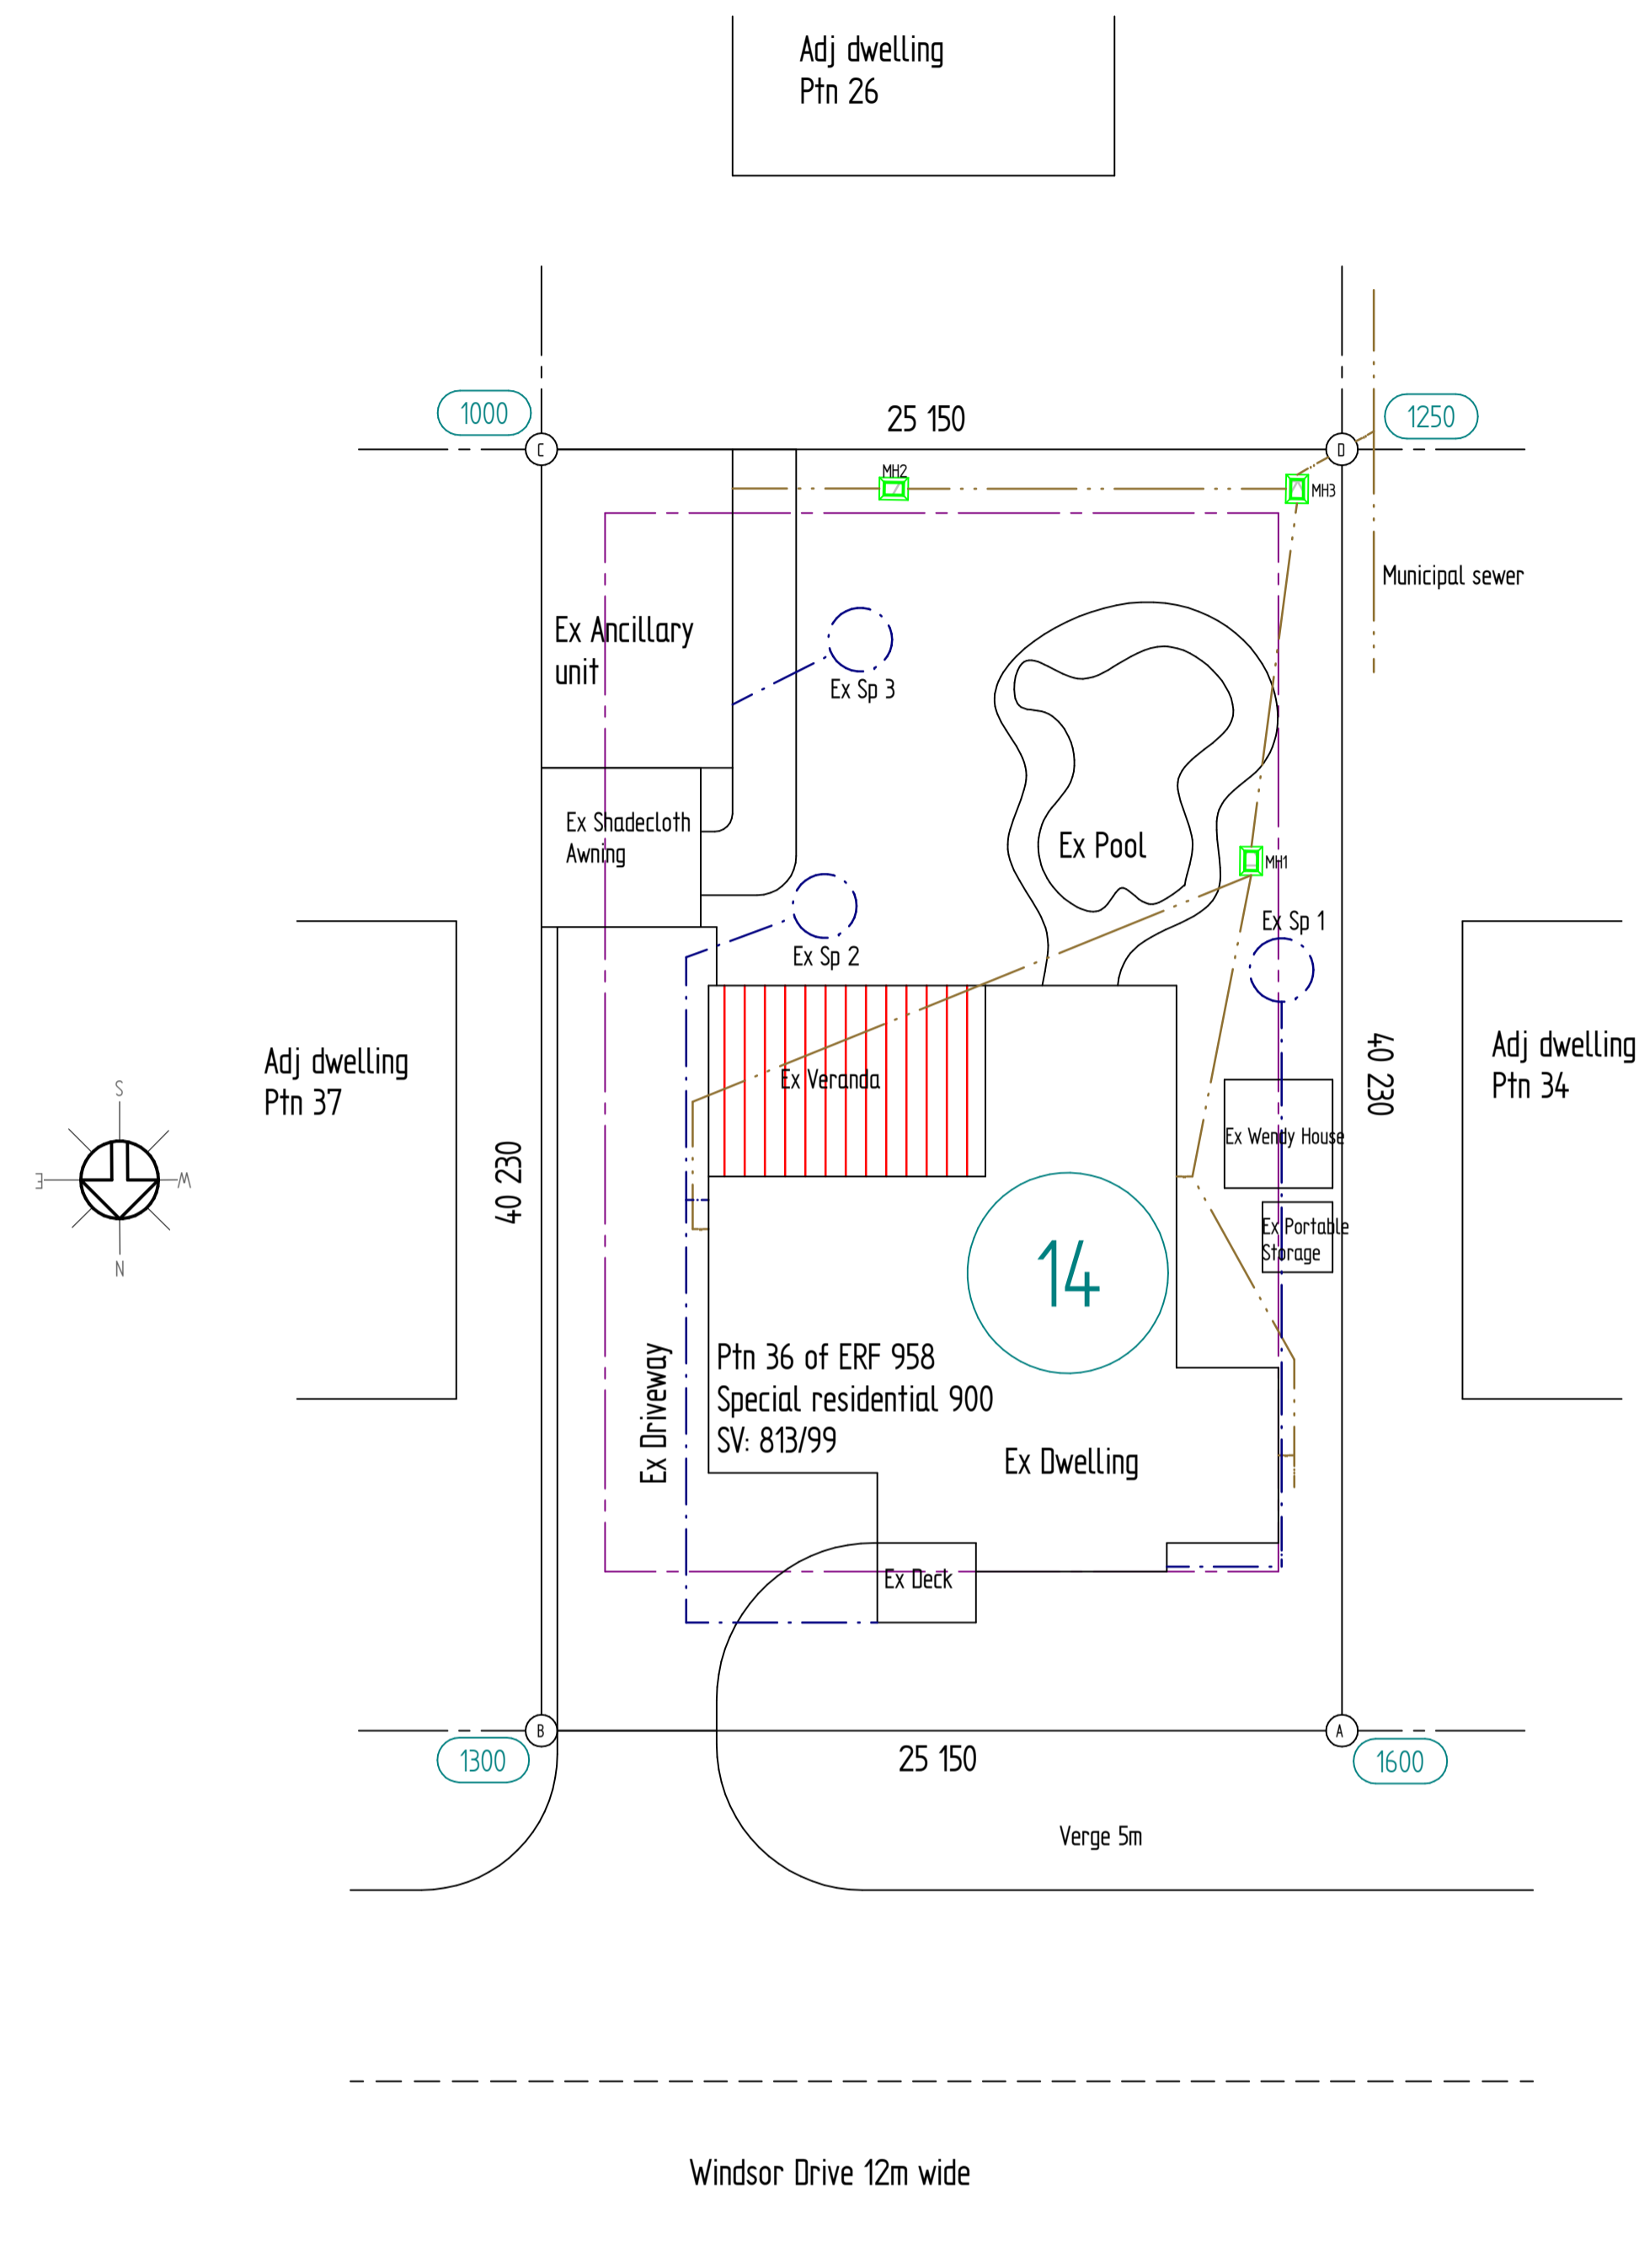 Adj dwelling
Ptn 26
1000
25 150
1250
C
D
MH2
MH3
Municipal sewer
Ex Ancillary
unit
Ex Sp 3
Ex Shadecloth
Awning
Ex Pool
MH1
Ex Sp 1
Ex Sp 2
Adj dwelling
Ptn 37
40 230
Adj dwelling
Ptn 34
Ex Veranda
S
E
W
N
40 230
Ex Wendy House
Ex Portable
Storage
14
Ex Driveway
Ptn 36 of ERF 958
Special residential 900
SV: 813/99
Ex Dwelling
Ex Deck
B
A
1300
25 150
1600
Verge 5m
Windsor Drive 12m wide